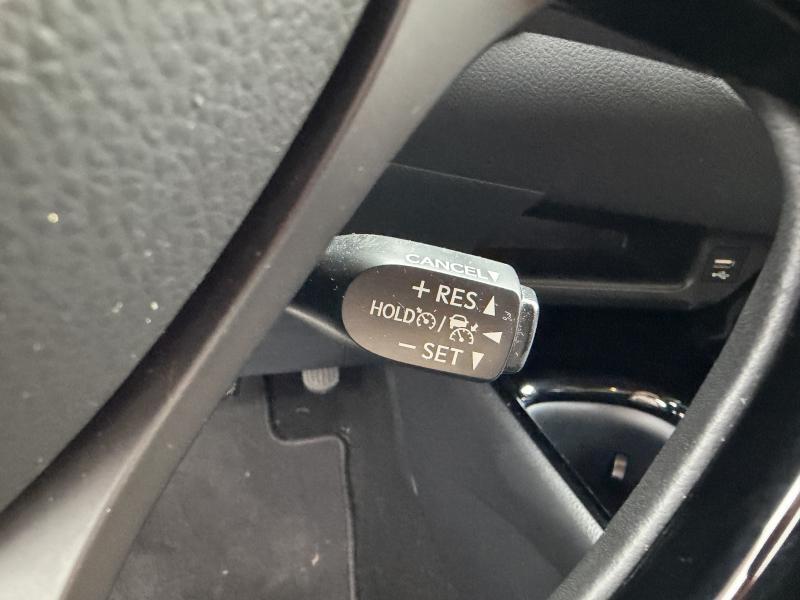 CANCEL▼
+ RES ▲
HOLD /
− SET ▼